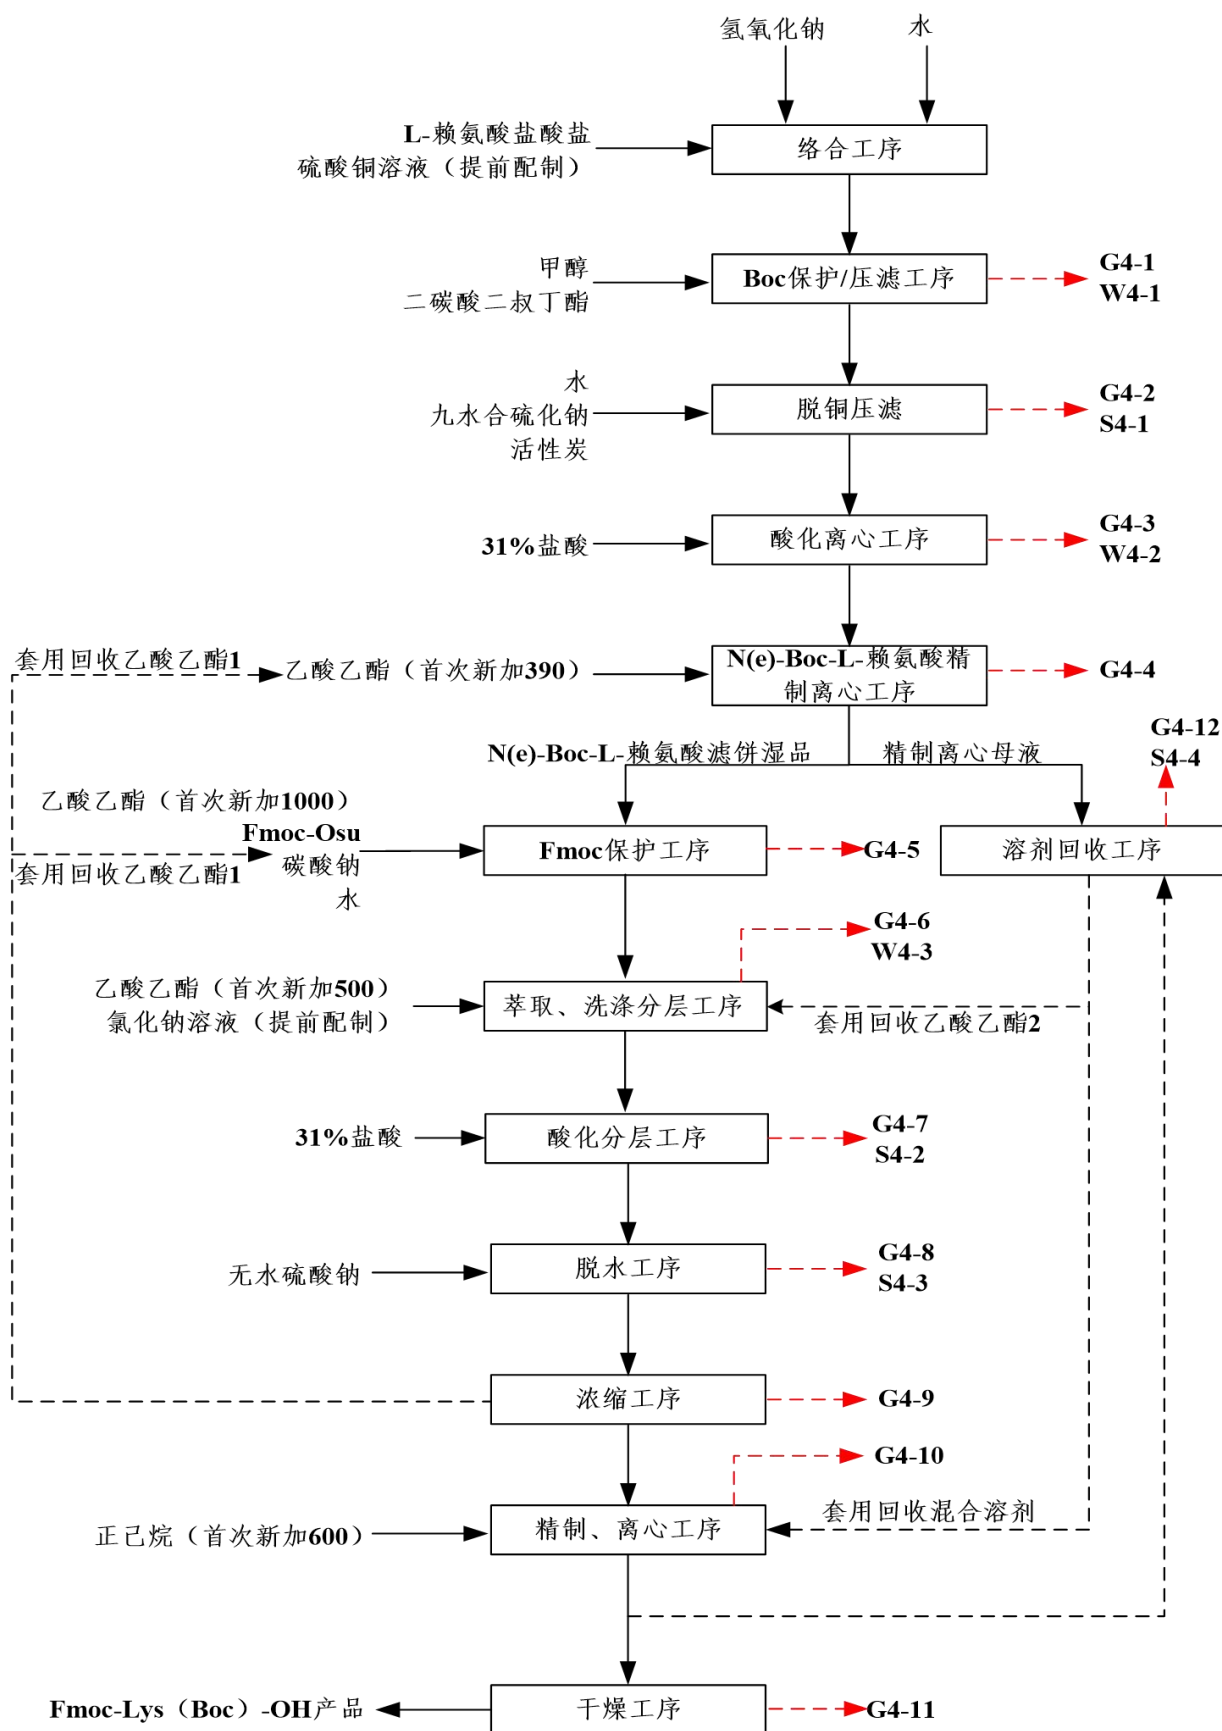 氢氧化钠
水
L-赖氨酸盐酸盐
硫酸铜溶液（提前配制）
络合工序
甲醇
二碳酸二叔丁酯
Boc保护/压滤工序
G4-1
W4-1
水
九水合硫化钠
活性炭
脱铜压滤
G4-2
S4-1
31%盐酸
酸化离心工序
G4-3
W4-2
套用回收乙酸乙酯1
乙酸乙酯（首次新加390）
N(e)-Boc-L-赖氨酸精
制离心工序
G4-4
N(e)-Boc-L-赖氨酸滤饼湿品
精制离心母液
G4-12
S4-4
乙酸乙酯（首次新加1000）
Fmoc-Osu
碳酸钠
水
套用回收乙酸乙酯1
Fmoc保护工序
G4-5
溶剂回收工序
G4-6
W4-3
乙酸乙酯（首次新加500）
氯化钠溶液（提前配制）
萃取、洗涤分层工序
套用回收乙酸乙酯2
31%盐酸
酸化分层工序
G4-7
S4-2
无水硫酸钠
脱水工序
G4-8
S4-3
浓缩工序
G4-9
G4-10
正己烷（首次新加600）
精制、离心工序
套用回收混合溶剂
Fmoc-Lys（Boc）-OH产品
干燥工序
G4-11